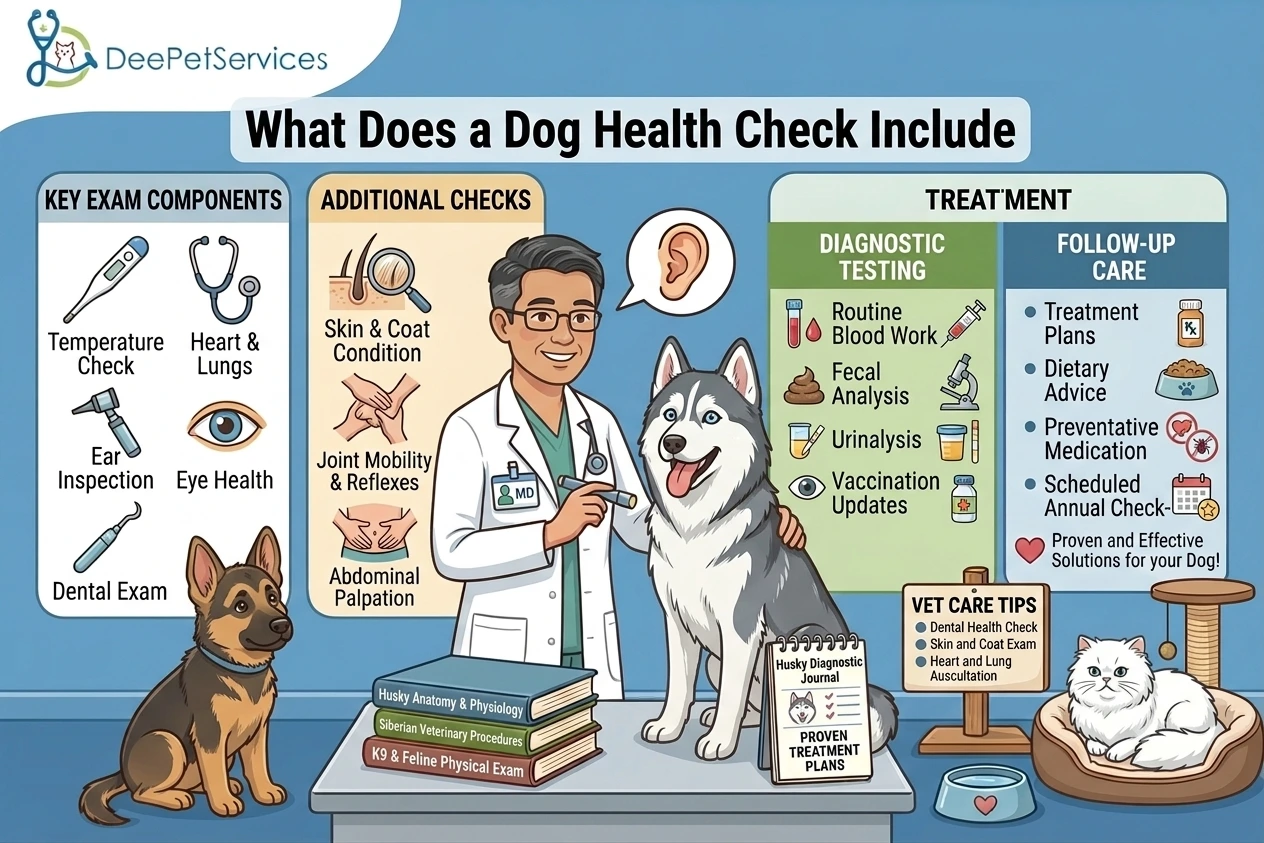 DeePetServices
What Does a Dog Health Check Include
KEY EXAM COMPONENTS
Temperature
Check
Heart &
Lungs
Ear
Inspection
Eye Health
Dental Exam
ADDITIONAL CHECKS
Skin & Coat
Condition
Joint Mobility
& Reflexes
Abdominal
Palpation
MD
TREAT'MENT
DIAGNOSTIC
TESTING
Routine
Blood Work
Fecal
Analysis
Urinalysis
Vaccination
Updates
FOLLOW-UP
CARE
Treatment
Plans
Dietary
Advice
Preventative
Medication
Scheduled
Annual Check-
Proven and Effective
Solutions for your Dog!
VET CARE TIPS
Dental Health Check
Skin and Coat Exam
Heart and Lung
Auscultation
Husky Anatomy & Physiology
Siberian Veterinary Procedures
K9 & Feline Physical Exam
Husky Diagnostic
Journal
PROVEN
TREATMENT
PLANS